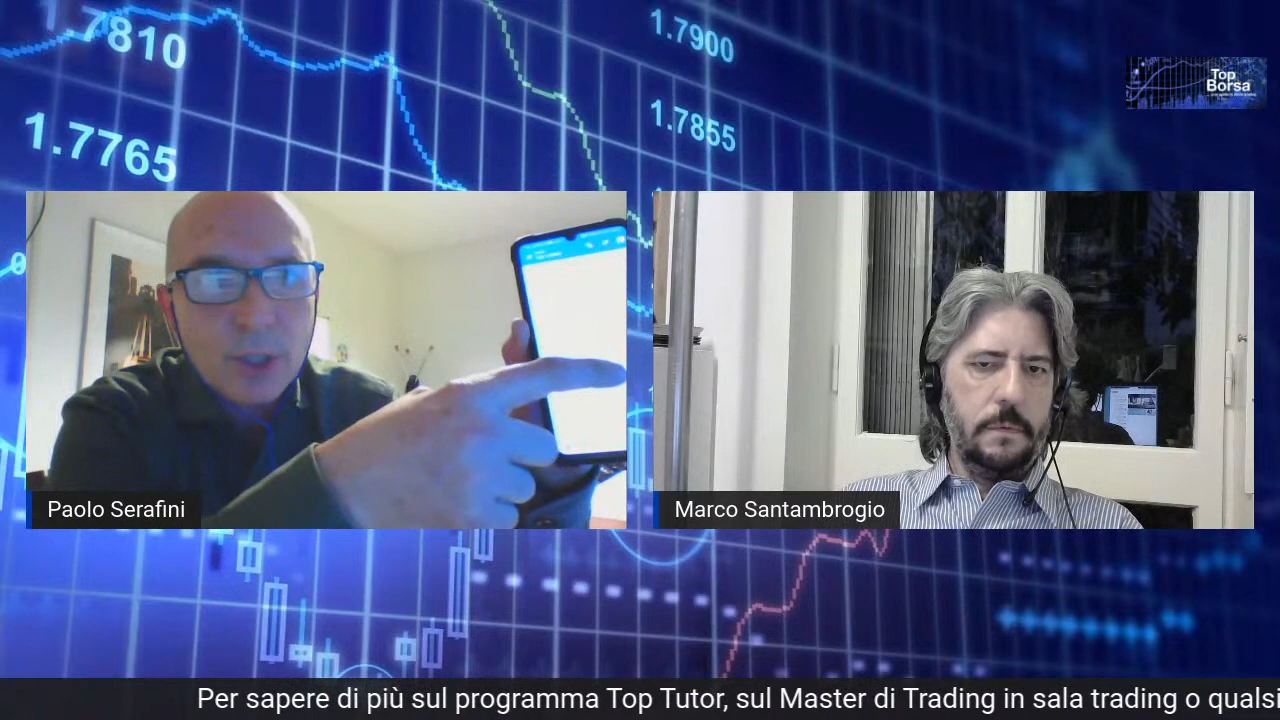 1.7810
1.7900
Top
Borsa
1.7765
1.7855
Paolo Serafini
Marco Santambrogio
Per sapere di più sul programma Top Tutor, sul Master di Trading in sala trading o qualsi